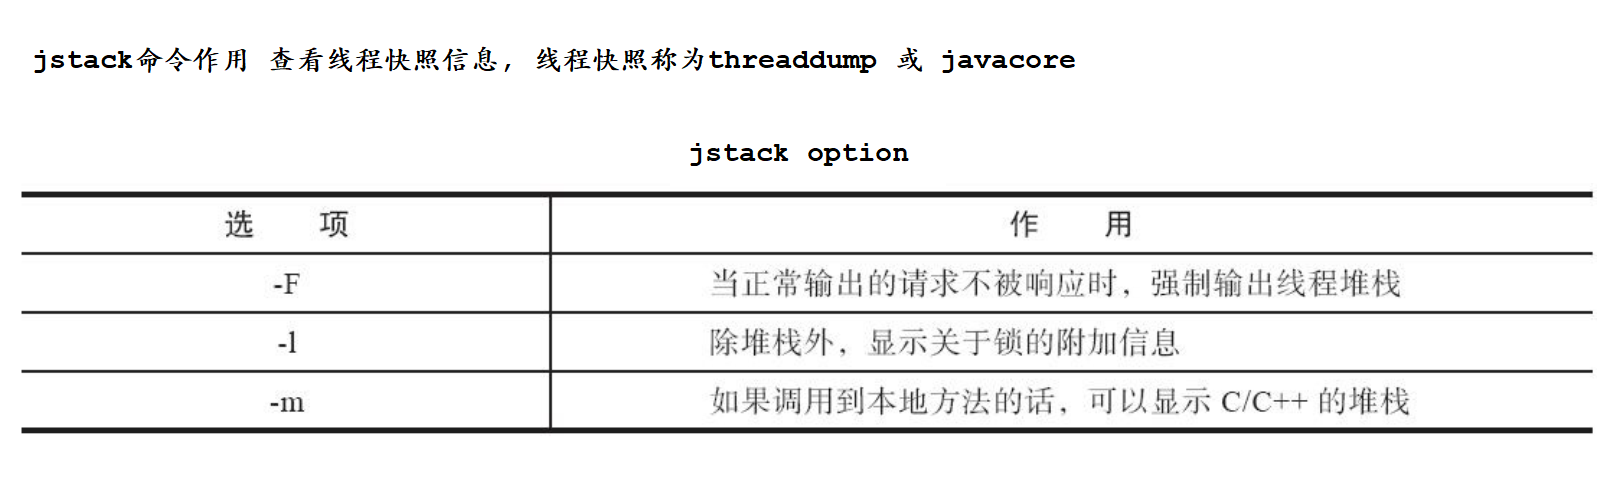 jstack命令作用 查看线程快照信息, 线程快照称为threaddump 或 javacore
jstack option
选 项 作 用
-F 当正常输出的请求不被响应时，强制输出线程堆栈
-l 除堆栈外，显示关于锁的附加信息
-m 如果调用到本地方法的话，可以显示 C/C++ 的堆栈